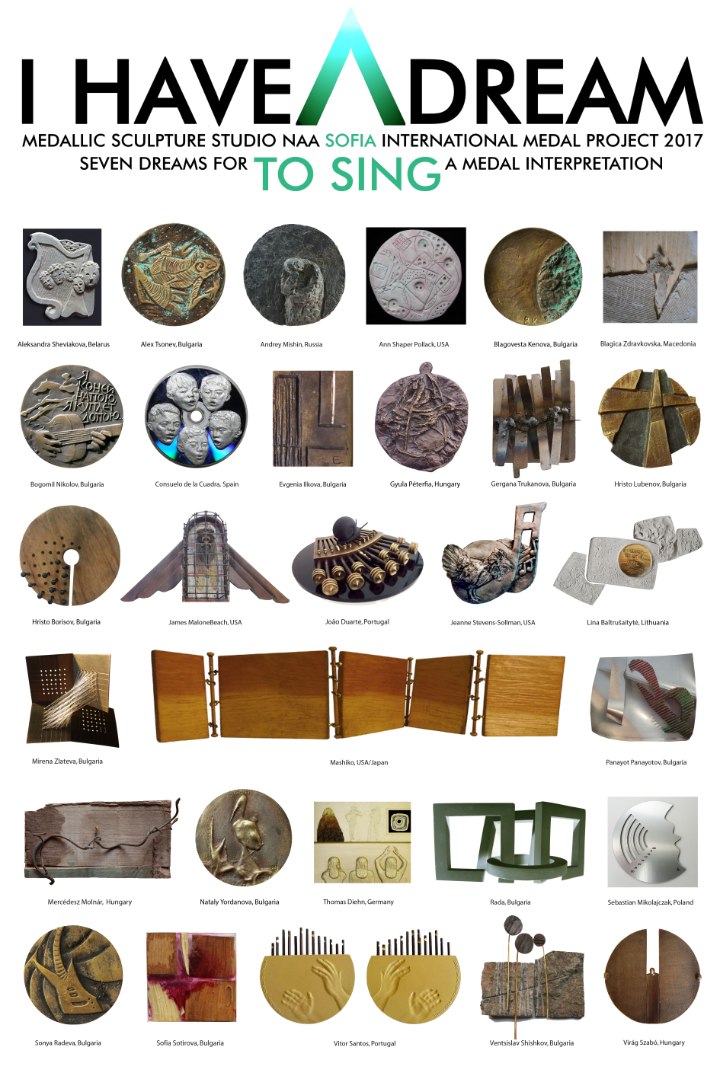 I HAVE A DREAM
MEDALLIC SCULPTURE STUDIO NAA SOFIA INTERNATIONAL MEDAL PROJECT 2017
SEVEN DREAMS FOR TO SING A MEDAL INTERPRETATION
Aleksandra Sheviakova, Belarus
Alex Tsonev, Bulgaria
Andrey Mishin, Russia
Ann Shaper Pollack, USA
Blagovesta Kenova, Bulgaria
Blagica Zdravkovska, Macedonia
Bogomil Nikolov, Bulgaria
Consuelo de la Cuadra, Spain
Evgenia Ilkova, Bulgaria
Gyula Péterfia, Hungary
Gergana Trukanova, Bulgaria
Hristo Lubenov, Bulgaria
Hristo Borisov, Bulgaria
James MaloneBeach, USA
João Duarte, Portugal
Jeanne Stevens-Sollman, USA
Lina Baltrušaitytė, Lithuania
Mirena Zlateva, Bulgaria
Mashiko, USA/Japan
Panayot Panayotov, Bulgaria
Mercédesz Molnár, Hungary
Nataly Yordanova, Bulgaria
Thomas Diehn, Germany
Rada, Bulgaria
Sebastian Mikolajczak, Poland
Sonya Radeva, Bulgaria
Sofia Sotirova, Bulgaria
Vitor Santos, Portugal
Ventsislav Shishkov, Bulgaria
Virág Szabó, Hungary